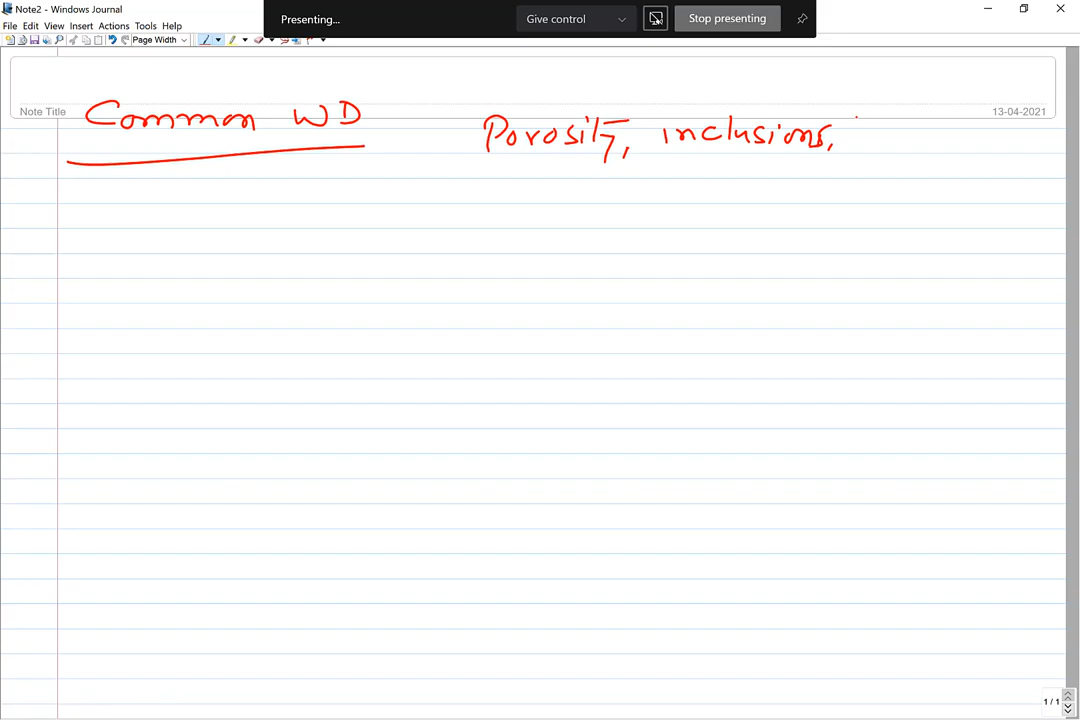 Note2 - Windows Journal
Presenting...
Give control
Stop presenting
File Edit View Insert Actions Tools Help
Page Width
Note Title
13-04-2021
Common WD
Porosity, inclusions,
1 / 1